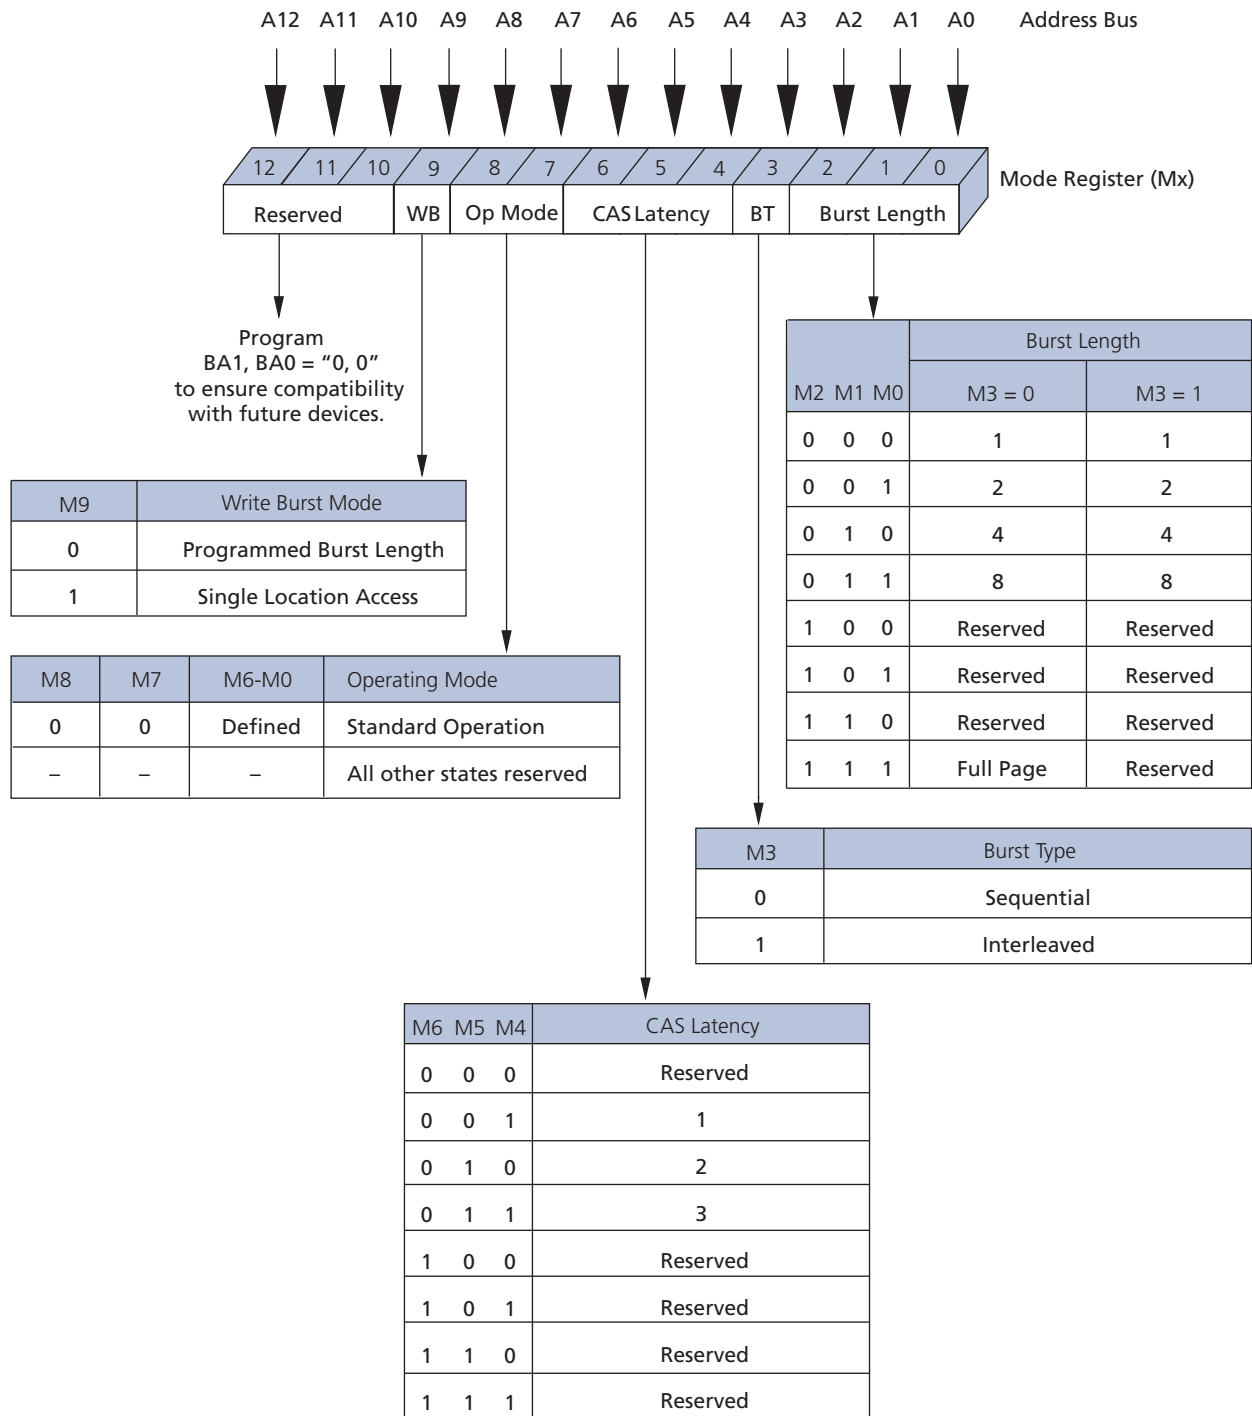 A12 A11 A10 A9 A8 A7 A6 A5 A4 A3 A2 A1 A0 Address Bus
12 11 10 9 8 7 6 5 4 3 2 1 0
Mode Register (Mx)
Reserved WB Op Mode CAS Latency BT Burst Length
Program
BA1, BA0 = “0, 0”
to ensure compatibility
with future devices.
Burst Length
M2 M1 M0 M3 = 0 M3 = 1
0 0 0 1 1
0 0 1 2 2
0 1 0 4 4
0 1 1 8 8
1 0 0 Reserved Reserved
1 0 1 Reserved Reserved
1 1 0 Reserved Reserved
1 1 1 Full Page Reserved
M9 Write Burst Mode
0 Programmed Burst Length
1 Single Location Access
M8 M7 M6-M0 Operating Mode
0 0 Defined Standard Operation
– – – All other states reserved
M3 Burst Type
0 Sequential
1 Interleaved
M6 M5 M4 CAS Latency
0 0 0 Reserved
0 0 1 1
0 1 0 2
0 1 1 3
1 0 0 Reserved
1 0 1 Reserved
1 1 0 Reserved
1 1 1 Reserved